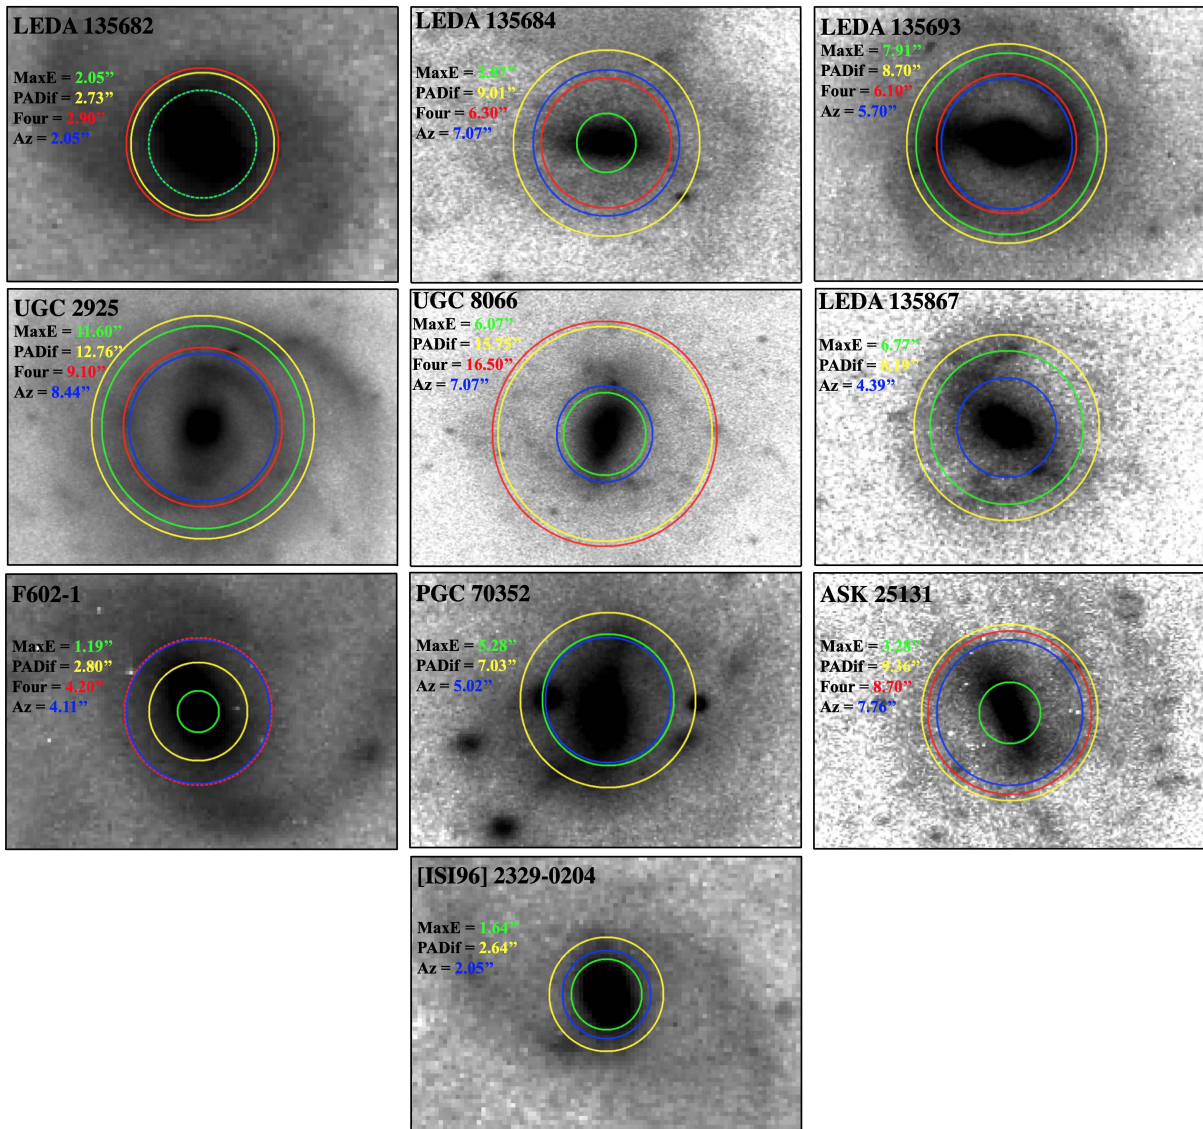 LEDA 135682
MaxE = 2.05”
PADif = 2.73”
Four = 2.90”
Az = 2.05”
LEDA 135684
MaxE = 2.87”
PADif = 9.01”
Four = 6.30”
Az = 7.07”
LEDA 135693
MaxE = 7.91”
PADif = 8.70”
Four = 6.10”
Az = 5.70”
UGC 2925
MaxE = 11.60”
PADif = 12.76”
Four = 9.10”
Az = 8.44”
UGC 8066
MaxE = 6.07”
PADif = 15.75”
Four = 16.50”
Az = 7.07”
LEDA 135867
MaxE = 6.77”
PADif = 8.19”
Az = 4.39”
F602-1
MaxE = 1.19”
PADif = 2.80”
Four = 4.20”
Az = 4.11”
PGC 70352
MaxE = 5.28”
PADif = 7.03”
Az = 5.02”
ASK 25131
MaxE = 3.28”
PADif = 9.36”
Four = 8.70”
Az = 7.76”
[ISI96] 2329-0204
MaxE = 1.64”
PADif = 2.64”
Az = 2.05”